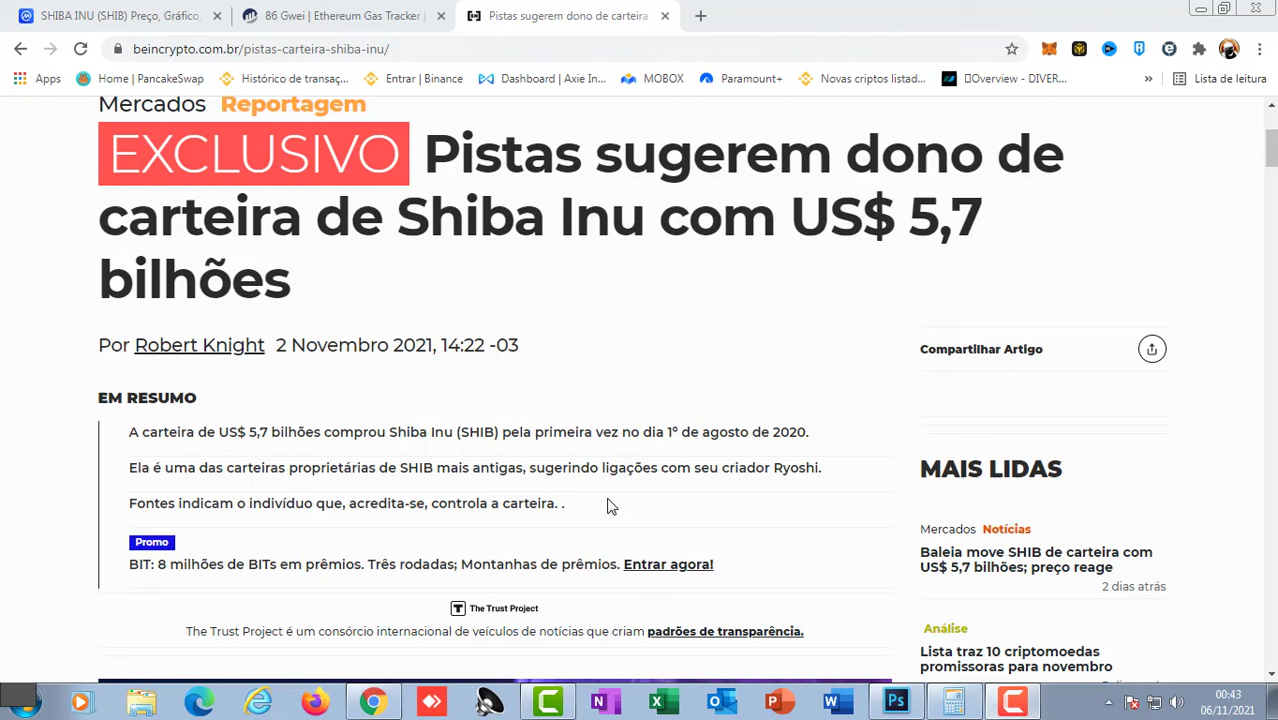 SHIBA INU (SHIB) Preço, Gráfico,
86 Gwei | Ethereum Gas Tracker |
Pistas sugerem dono de carteira
beincrypto.com.br/pistas-carteira-shiba-inu/
Apps
Home | PancakeSwap
Histórico de transaç...
Entrar | Binance
Dashboard | Axie In...
MOBOX
Paramount+
Novas criptos listad...
Overview - DIVER...
»
Lista de leitura
Mercados Reportagem
EXCLUSIVO Pistas sugerem dono de
carteira de Shiba Inu com US$ 5,7
bilhões
Por Robert Knight 2 Novembro 2021, 14:22 -03
Compartilhar Artigo
EM RESUMO
A carteira de US$ 5,7 bilhões comprou Shiba Inu (SHIB) pela primeira vez no dia 1º de agosto de 2020.
Ela é uma das carteiras proprietárias de SHIB mais antigas, sugerindo ligações com seu criador Ryoshi.
Fontes indicam o indivíduo que, acredita-se, controla a carteira. .
Promo
BIT: 8 milhões de BITs em prêmios. Três rodadas; Montanhas de prêmios. Entrar agora!
T The Trust Project
The Trust Project é um consórcio internacional de veículos de notícias que criam padrões de transparência.
MAIS LIDAS
Mercados Notícias
Baleia move SHIB de carteira com
US$ 5,7 bilhões; preço reage
2 dias atrás
Análise
Lista traz 10 criptomoedas
promissoras para novembro
00:43
06/11/2021